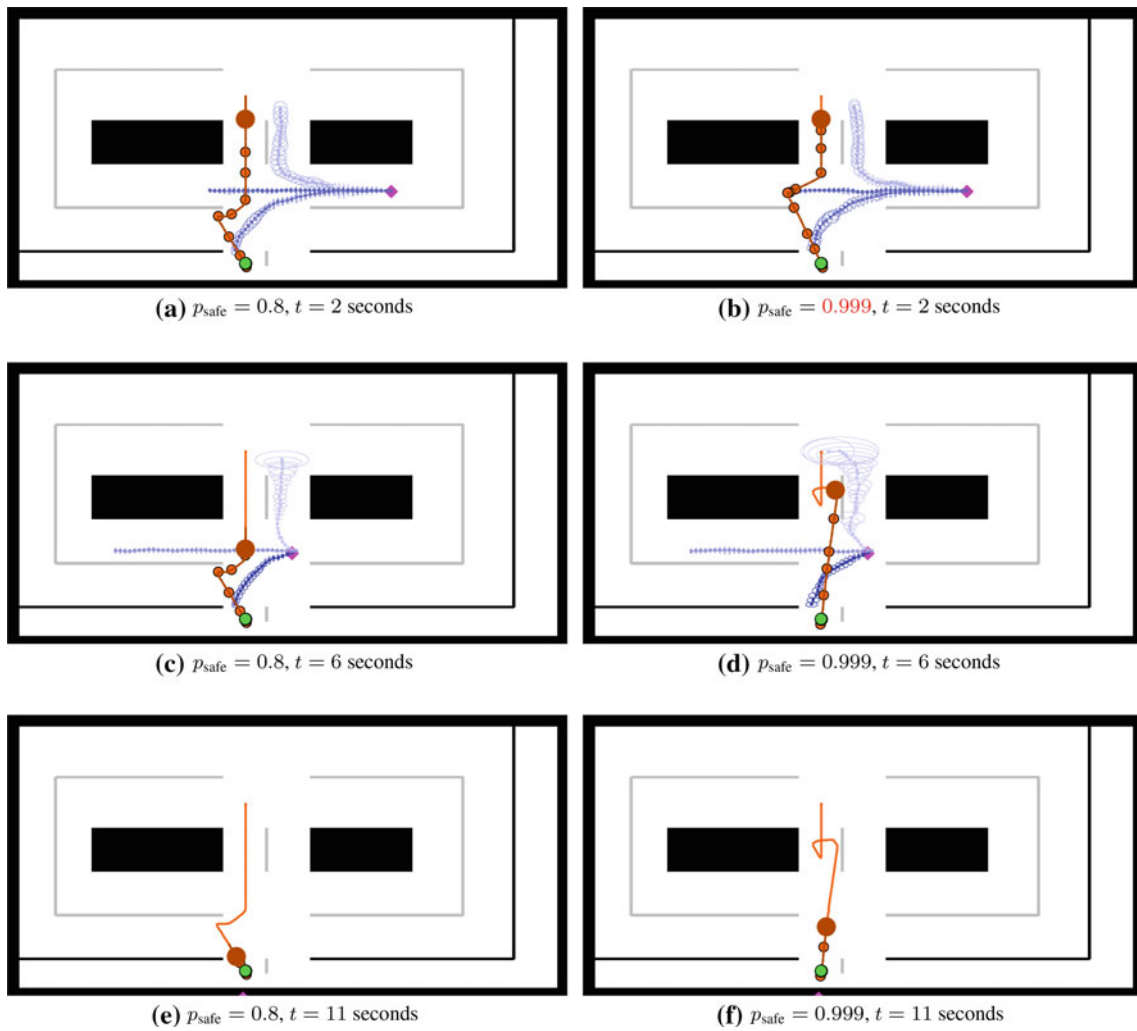 (a) p_safe = 0.8, t = 2 seconds
(b) p_safe = 0.999, t = 2 seconds
(c) p_safe = 0.8, t = 6 seconds
(d) p_safe = 0.999, t = 6 seconds
(e) p_safe = 0.8, t = 11 seconds
(f) p_safe = 0.999, t = 11 seconds